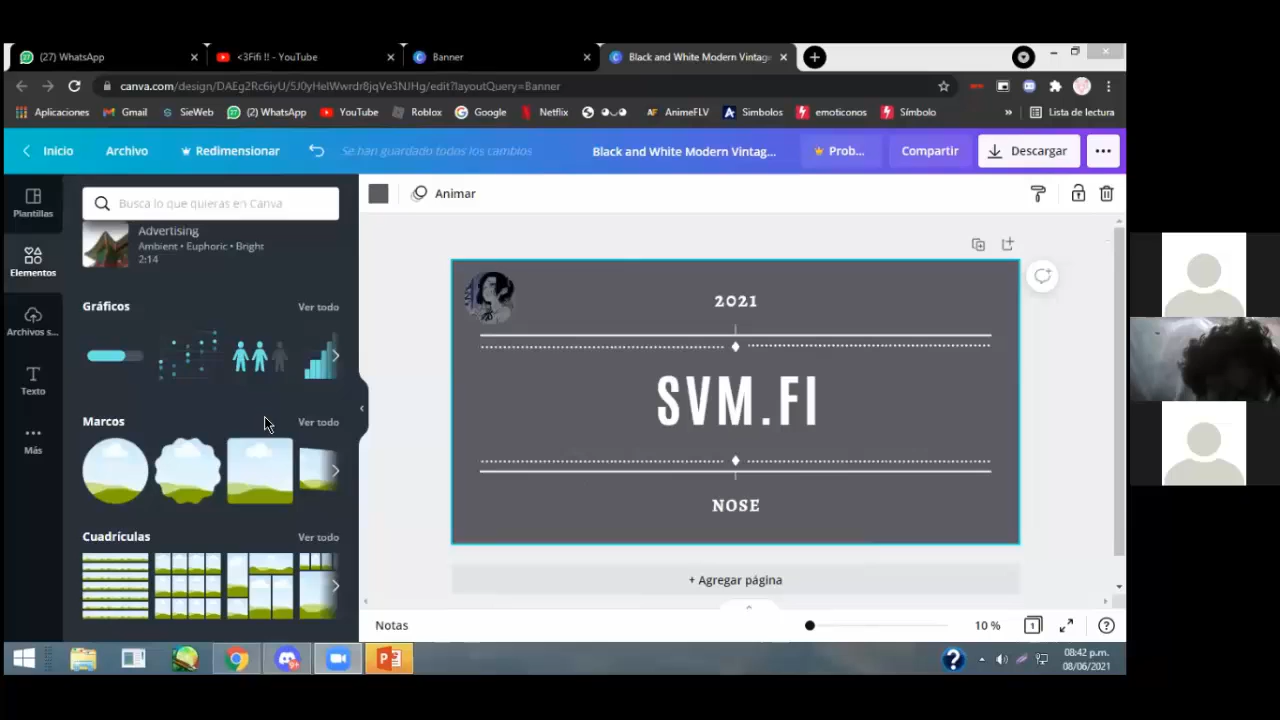 (27) WhatsApp
<3Fifi !! - YouTube
Banner
Black and White Modern Vintag
canva.com/design/DAEg2Rc6iyU/5J0yHelWwrdr8jqVe3NJHg/edit?layoutQuery=Banner
Aplicaciones
Gmail
SieWeb
(2) WhatsApp
YouTube
Roblox
Google
Netflix
AnimeFLV
Simbolos
emoticonos
Símbolo
»
Lista de lectura
Inicio
Archivo
Redimensionar
Se han guardado todos los cambios
Black and White Modern Vintag...
Prob...
Compartir
Descargar
Plantillas
Elementos
Archivos s...
Texto
Más
Busca lo que quieras en Canva
Advertising
Ambient • Euphoric • Bright
2:14
Gráficos
Ver todo
Marcos
Ver todo
Cuadrículas
Ver todo
Animar
2021
SVM.FI
NOSE
+ Agregar página
Notas
10 %
1
08:42 p.m.
08/06/2021